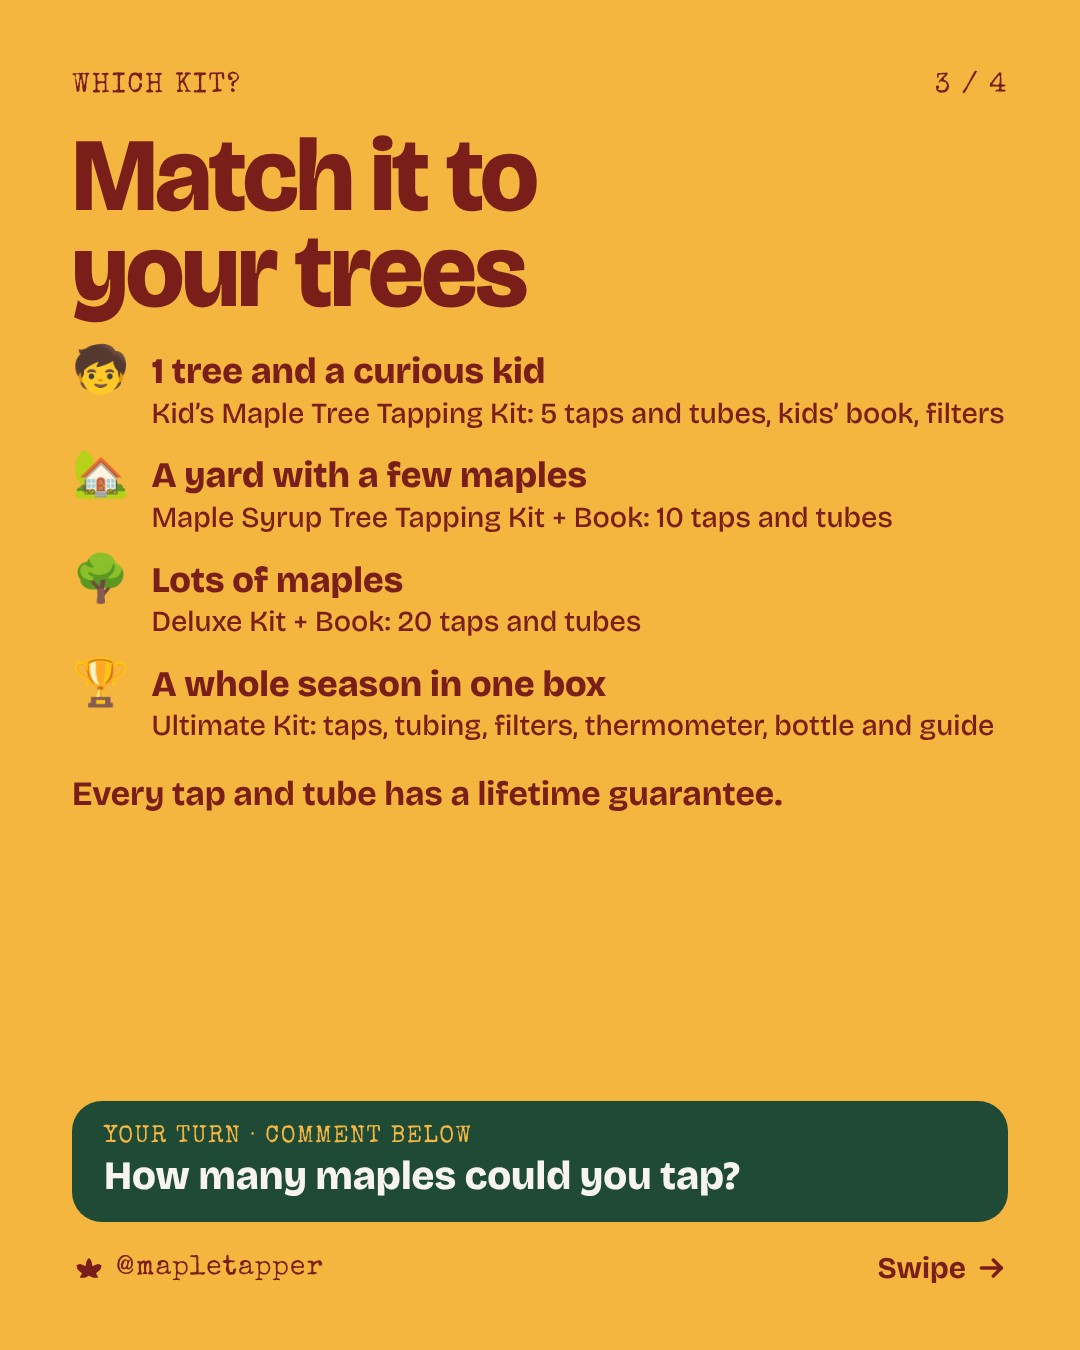 WHICH KIT?
3 / 4
Match it to
your trees
1 tree and a curious kid
Kid's Maple Tree Tapping Kit: 5 taps and tubes, kids' book, filters
A yard with a few maples
Maple Syrup Tree Tapping Kit + Book: 10 taps and tubes
Lots of maples
Deluxe Kit + Book: 20 taps and tubes
A whole season in one box
Ultimate Kit: taps, tubing, filters, thermometer, bottle and guide
Every tap and tube has a lifetime guarantee.
YOUR TURN · COMMENT BELOW
How many maples could you tap?
@mapletapper
Swipe →